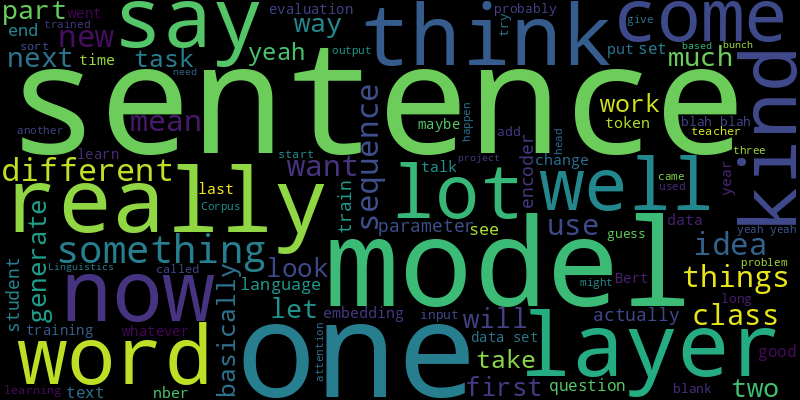 part
went
say
think
evaluation
probably
come
end
trained
new
way
try
give
sort
next
time
task
yeah
output
put
set
based
bunch
much
kind
need
sentence
mean
sequence
maybe
happen
work
token
blah blah
teacher
another
add
head
learn
start
project
three
different
really
last
Corpus
want
lot
talk
encoder
change
well
came
used
year
train
generate
parameter
see
use
data
yeah yeah
something
model
guess
idea
student
Linguistics
now
called
look
language
might
Bert
problem
things
long
basically
let
embedding
input
will
actually
class
training
whatever
word
one
attention
data set
layer
good
take
learning
text
nber
first
question
blank
two